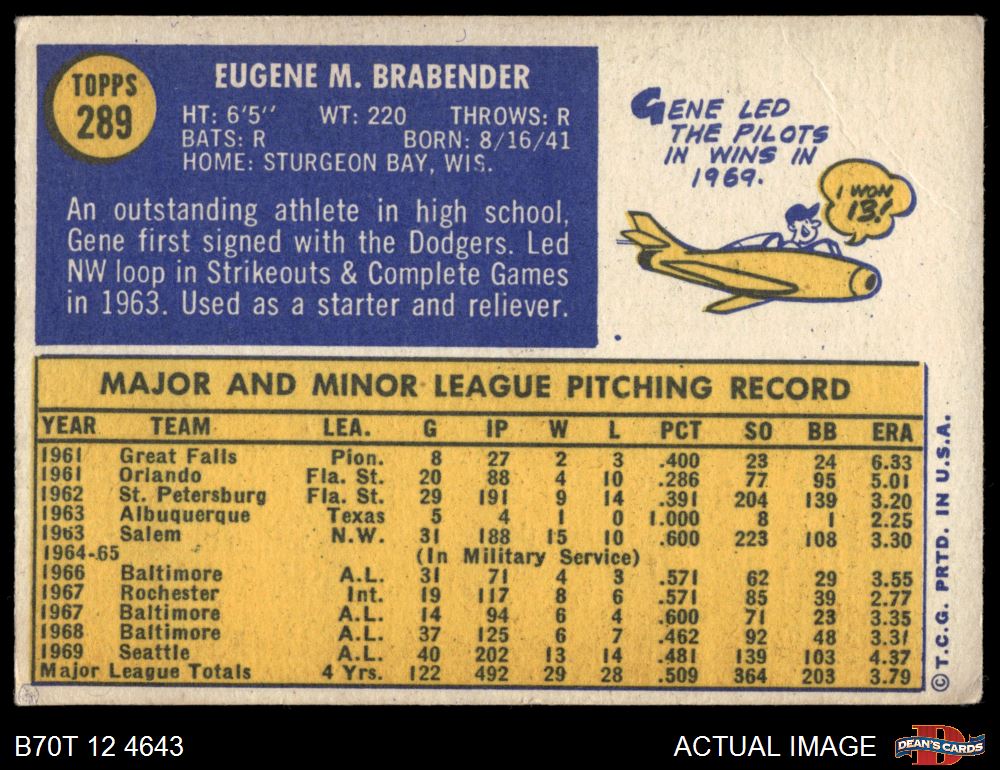 TOPPS
289
EUGENE M. BRABENDER
HT: 6'5" WT: 220 THROWS: R
BATS: R BORN: 8/16/41
HOME: STURGEON BAY, WIS.
An outstanding athlete in high school,
Gene first signed with the Dodgers. Led
NW loop in Strikeouts & Complete Games
in 1963. Used as a starter and reliever.
GENE LED
THE PILOTS
IN WINS IN
1969.
I WON
13!
MAJOR AND MINOR LEAGUE PITCHING RECORD
YEAR TEAM LEA. G IP W L PCT SO BB ERA
1961 Great Falls Pion. 8 27 2 3 .400 23 24 6.33
1961 Orlando Fla. St. 20 88 4 10 .286 77 95 5.01
1962 St. Petersburg Fla. St. 29 191 9 14 .391 204 139 3.20
1963 Albuquerque Texas 5 4 1 0 1.000 8 1 2.25
1963 Salem N.W. 31 188 15 10 .600 223 108 3.30
1964-65 (In Military Service)
1966 Baltimore A.L. 31 71 4 3 .571 62 29 3.55
1967 Rochester Int. 19 117 8 6 .571 85 39 2.77
1967 Baltimore A.L. 14 94 6 4 .600 71 23 3.35
1968 Baltimore A.L. 37 125 6 7 .462 92 48 3.31
1969 Seattle A.L. 40 202 13 14 .481 139 103 4.37
Major League Totals 4 Yrs. 122 492 29 28 .509 364 203 3.79
© T.C.G. PRTD. IN U.S.A.
B70T 12 4643
ACTUAL IMAGE
D
DEAN'S CARDS